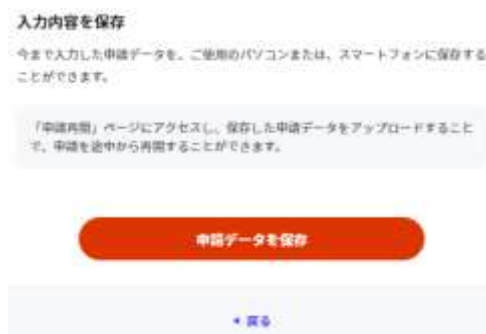 入力内容を保存
今まで入力した申請データを、ご使用のパソコンまたは、スマートフォンに保存する
ことができます。
「申請再開」ページにアクセスし、保存した申請データをアップロードすること
で、申請を途中から再開することができます。
申請データを保存
戻る